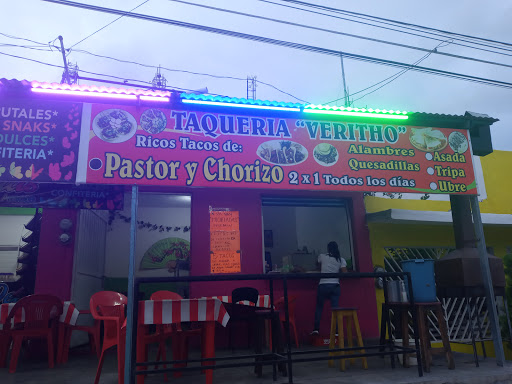 UTALES*
SNAKS*
DULCES*
FITERIA*
TAQUERIA "VERITHO"
Ricos Tacos de:
Pastor y Chorizo
2 x 1 Todos los días
Alambres
Quesadillas
Asada
Tripa
Ubre